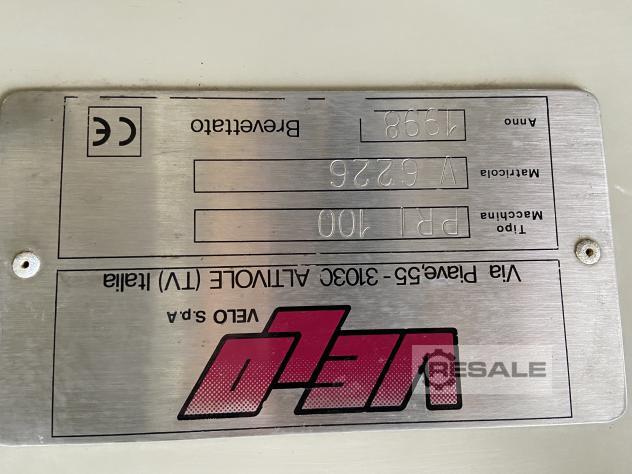 VELO
VELO S.p.A
Via Piave,55 - 31030 ALTIVOLE (TV) Italia
Tipo
Macchina
PRI 100
Matricola
V 6226
Anno
1998
Brevettato
CE
RESALE